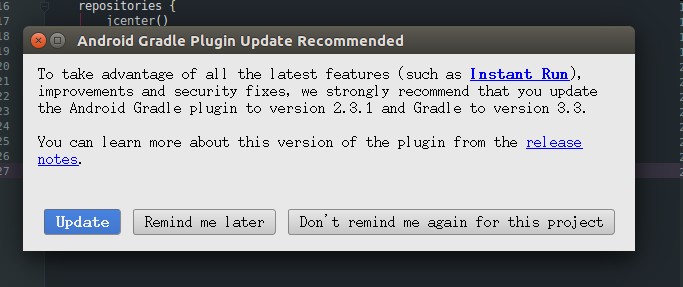 16 repositories {
17 jcenter()
18
Android Gradle Plugin Update Recommended
To take advantage of all the latest features (such as Instant Run),
improvements and security fixes, we strongly recommend that you update
the Android Gradle plugin to version 2.3.1 and Gradle to version 3.3.
You can learn more about this version of the plugin from the release
notes.
Update Remind me later Don't remind me again for this project